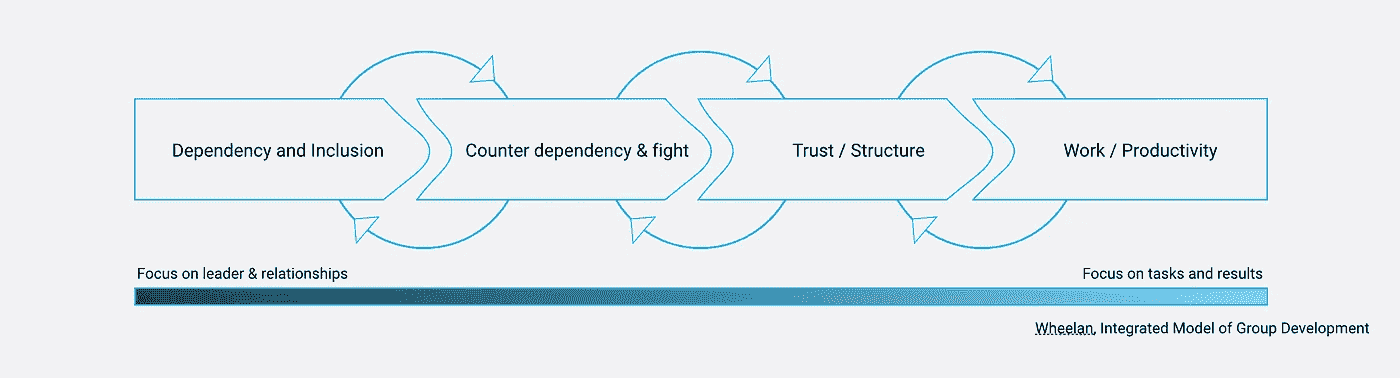 Dependency and Inclusion
Counter dependency & fight
Trust / Structure
Work / Productivity
Focus on leader & relationships
Focus on tasks and results
Wheelan, Integrated Model of Group Development